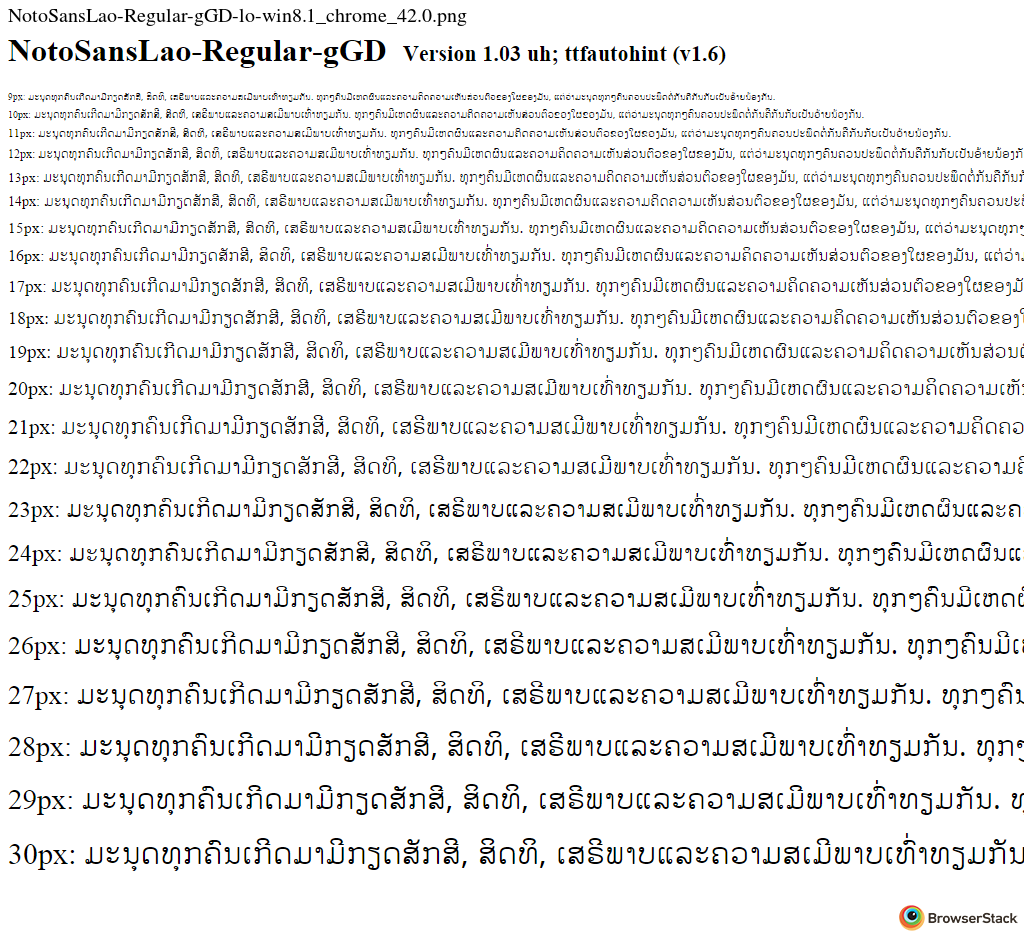 NotoSansLao-Regular-gGD-lo-win8.1_chrome_42.0.png
NotoSansLao-Regular-gGD Version 1.03 uh; ttfautohint (v1.6)
9px: ມະນຸດທຸກຄົນເກີດມາມີກຽດສັກສີ, ສິດທິ, ເສຣີພາບແລະຄວາມສເມີພາບເທົ່າທຽມກັນ. ທຸກໆຄົນມີເຫດຜົນແລະຄວາມຄິດຄວາມເຫັນສ່ວນຕົວຂອງໃຜຂອງມັນ, ແຕ່ວ່າມະນຸດທຸກໆຄົນຄວນປະພຶດຕໍ່ກັນຄືກັນກັບເປັນອ້າຍນ້ອງກັນ.
10px: ມະນຸດທຸກຄົນເກີດມາມີກຽດສັກສີ, ສິດທິ, ເສຣີພາບແລະຄວາມສເມີພາບເທົ່າທຽມກັນ. ທຸກໆຄົນມີເຫດຜົນແລະຄວາມຄິດຄວາມເຫັນສ່ວນຕົວຂອງໃຜຂອງມັນ, ແຕ່ວ່າມະນຸດທຸກໆຄົນຄວນປະພຶດຕໍ່ກັນຄືກັນກັບເປັນອ້າຍນ້ອງກັນ.
11px: ມະນຸດທຸກຄົນເກີດມາມີກຽດສັກສີ, ສິດທິ, ເສຣີພາບແລະຄວາມສເມີພາບເທົ່າທຽມກັນ. ທຸກໆຄົນມີເຫດຜົນແລະຄວາມຄິດຄວາມເຫັນສ່ວນຕົວຂອງໃຜຂອງມັນ, ແຕ່ວ່າມະນຸດທຸກໆຄົນຄວນປະພຶດຕໍ່ກັນຄືກັນກັບເປັນອ້າຍນ້ອງກັນ.
12px: ມະນຸດທຸກຄົນເກີດມາມີກຽດສັກສີ, ສິດທິ, ເສຣີພາບແລະຄວາມສເມີພາບເທົ່າທຽມກັນ. ທຸກໆຄົນມີເຫດຜົນແລະຄວາມຄິດຄວາມເຫັນສ່ວນຕົວຂອງໃຜຂອງມັນ, ແຕ່ວ່າມະນຸດທຸກໆຄົນຄວນປະພຶດຕໍ່ກັນຄືກັນກັບເປັນອ້າຍນ້ອງກັ
13px: ມະນຸດທຸກຄົນເກີດມາມີກຽດສັກສີ, ສິດທິ, ເສຣີພາບແລະຄວາມສເມີພາບເທົ່າທຽມກັນ. ທຸກໆຄົນມີເຫດຜົນແລະຄວາມຄິດຄວາມເຫັນສ່ວນຕົວຂອງໃຜຂອງມັນ, ແຕ່ວ່າມະນຸດທຸກໆຄົນຄວນປະພຶດຕໍ່ກັນຄືກັນກັ
14px: ມະນຸດທຸກຄົນເກີດມາມີກຽດສັກສີ, ສິດທິ, ເສຣີພາບແລະຄວາມສເມີພາບເທົ່າທຽມກັນ. ທຸກໆຄົນມີເຫດຜົນແລະຄວາມຄິດຄວາມເຫັນສ່ວນຕົວຂອງໃຜຂອງມັນ, ແຕ່ວ່າມະນຸດທຸກໆຄົນຄວນປະພຶ
15px: ມະນຸດທຸກຄົນເກີດມາມີກຽດສັກສີ, ສິດທິ, ເສຣີພາບແລະຄວາມສເມີພາບເທົ່າທຽມກັນ. ທຸກໆຄົນມີເຫດຜົນແລະຄວາມຄິດຄວາມເຫັນສ່ວນຕົວຂອງໃຜຂອງມັນ, ແຕ່ວ່າມະນຸດທຸກໆ
16px: ມະນຸດທຸກຄົນເກີດມາມີກຽດສັກສີ, ສິດທິ, ເສຣີພາບແລະຄວາມສເມີພາບເທົ່າທຽມກັນ. ທຸກໆຄົນມີເຫດຜົນແລະຄວາມຄິດຄວາມເຫັນສ່ວນຕົວຂອງໃຜຂອງມັນ, ແຕ່ວ່າ
17px: ມະນຸດທຸກຄົນເກີດມາມີກຽດສັກສີ, ສິດທິ, ເສຣີພາບແລະຄວາມສເມີພາບເທົ່າທຽມກັນ. ທຸກໆຄົນມີເຫດຜົນແລະຄວາມຄິດຄວາມເຫັນສ່ວນຕົວຂອງໃຜຂອງມັ
18px: ມະນຸດທຸກຄົນເກີດມາມີກຽດສັກສີ, ສິດທິ, ເສຣີພາບແລະຄວາມສເມີພາບເທົ່າທຽມກັນ. ທຸກໆຄົນມີເຫດຜົນແລະຄວາມຄິດຄວາມເຫັນສ່ວນຕົວຂອງໃ
19px: ມະນຸດທຸກຄົນເກີດມາມີກຽດສັກສີ, ສິດທິ, ເສຣີພາບແລະຄວາມສເມີພາບເທົ່າທຽມກັນ. ທຸກໆຄົນມີເຫດຜົນແລະຄວາມຄິດຄວາມເຫັນສ່ວນຕົ
20px: ມະນຸດທຸກຄົນເກີດມາມີກຽດສັກສີ, ສິດທິ, ເສຣີພາບແລະຄວາມສເມີພາບເທົ່າທຽມກັນ. ທຸກໆຄົນມີເຫດຜົນແລະຄວາມຄິດຄວາມເຫັນ
21px: ມະນຸດທຸກຄົນເກີດມາມີກຽດສັກສີ, ສິດທິ, ເສຣີພາບແລະຄວາມສເມີພາບເທົ່າທຽມກັນ. ທຸກໆຄົນມີເຫດຜົນແລະຄວາມຄິດຄວ
22px: ມະນຸດທຸກຄົນເກີດມາມີກຽດສັກສີ, ສິດທິ, ເສຣີພາບແລະຄວາມສເມີພາບເທົ່າທຽມກັນ. ທຸກໆຄົນມີເຫດຜົນແລະຄວາມຄິ
23px: ມະນຸດທຸກຄົນເກີດມາມີກຽດສັກສີ, ສິດທິ, ເສຣີພາບແລະຄວາມສເມີພາບເທົ່າທຽມກັນ. ທຸກໆຄົນມີເຫດຜົນແລະຄ
24px: ມະນຸດທຸກຄົນເກີດມາມີກຽດສັກສີ, ສິດທິ, ເສຣີພາບແລະຄວາມສເມີພາບເທົ່າທຽມກັນ. ທຸກໆຄົນມີເຫດຜົນແລ
25px: ມະນຸດທຸກຄົນເກີດມາມີກຽດສັກສີ, ສິດທິ, ເສຣີພາບແລະຄວາມສເມີພາບເທົ່າທຽມກັນ. ທຸກໆຄົນມີເຫດຜົ
26px: ມະນຸດທຸກຄົນເກີດມາມີກຽດສັກສີ, ສິດທິ, ເສຣີພາບແລະຄວາມສເມີພາບເທົ່າທຽມກັນ. ທຸກໆຄົນມີເ
27px: ມະນຸດທຸກຄົນເກີດມາມີກຽດສັກສີ, ສິດທິ, ເສຣີພາບແລະຄວາມສເມີພາບເທົ່າທຽມກັນ. ທຸກໆຄົນ
28px: ມະນຸດທຸກຄົນເກີດມາມີກຽດສັກສີ, ສິດທິ, ເສຣີພາບແລະຄວາມສເມີພາບເທົ່າທຽມກັນ. ທຸກໆ
29px: ມະນຸດທຸກຄົນເກີດມາມີກຽດສັກສີ, ສິດທິ, ເສຣີພາບແລະຄວາມສເມີພາບເທົ່າທຽມກັນ. ທຸ
30px: ມະນຸດທຸກຄົນເກີດມາມີກຽດສັກສີ, ສິດທິ, ເສຣີພາບແລະຄວາມສເມີພາບເທົ່າທຽມກັນ
BrowserStack